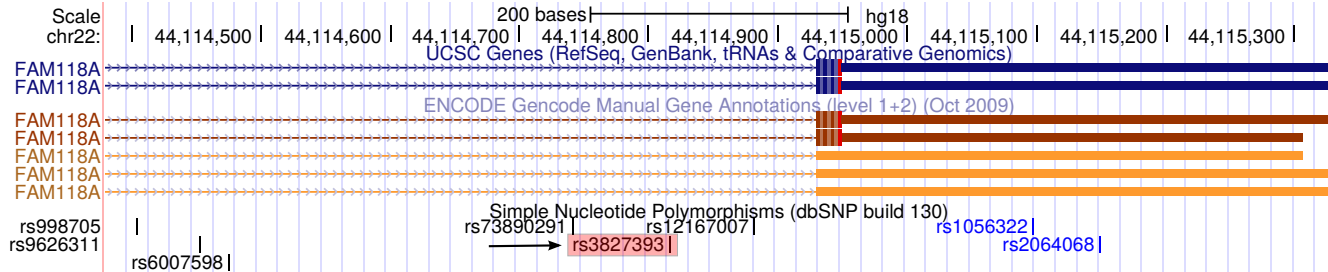 Scale 200 bases hg18
chr22: 44,114,500 44,114,600 44,114,700 44,114,800 44,114,900 44,115,000 44,115,100 44,115,200 44,115,300
UCSC Genes (RefSeq, GenBank, tRNAs & Comparative Genomics)
FAM118A
FAM118A
ENCODE Gencode Manual Gene Annotations (level 1+2) (Oct 2009)
FAM118A
FAM118A
FAM118A
FAM118A
FAM118A
Simple Nucleotide Polymorphisms (dbSNP build 130)
rs998705 rs73890291 rs12167007 rs1056322
rs9626311 rs3827393 rs2064068
rs6007598